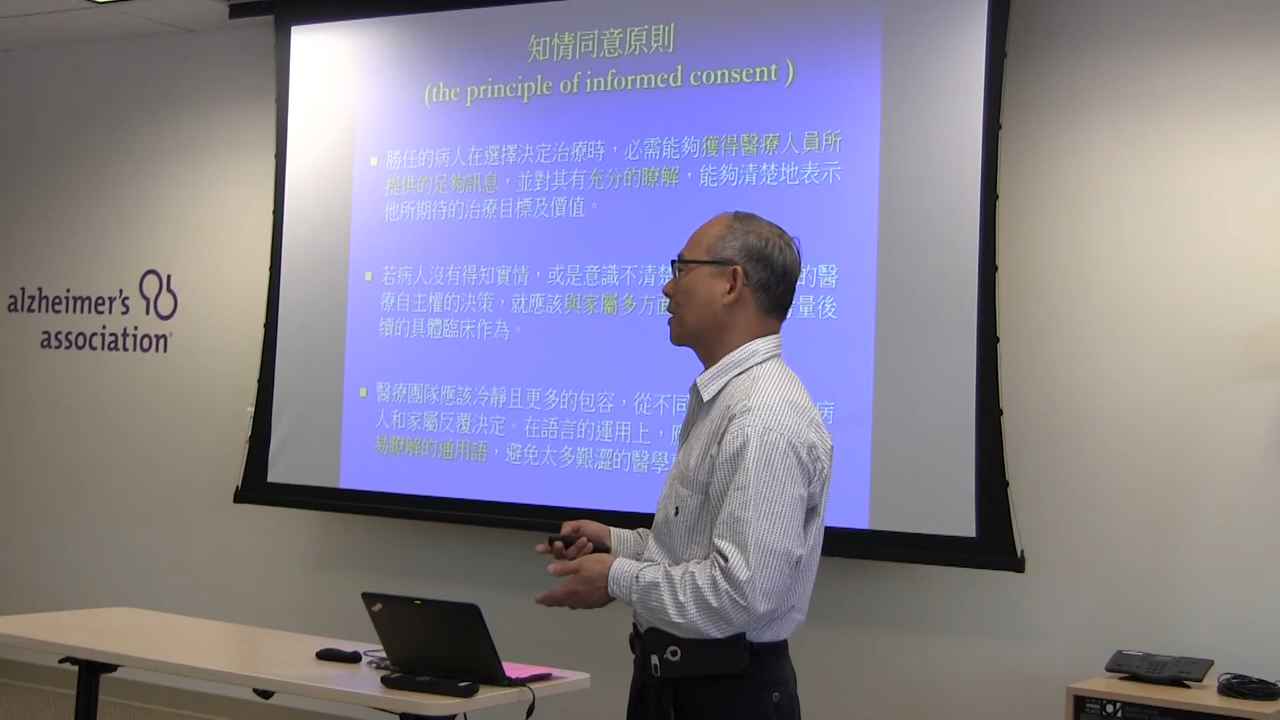 知情同意原則
(the principle of informed consent )
勝任的病人在選擇決定治療時，必需能夠獲得醫療人員所
提供的足夠訊息，並對其有充分的瞭解，能夠清楚地表示
他所期待的治療目標及價值。
若病人沒有得知實情，或是意識不清楚 的醫
療自主權的決策，就應該與家屬多方面 考量後
續的具體臨床作為。
醫療團隊應該冷靜且更多的包容，從不同 病
人和家屬反覆決定。在語言的運用上，應
易瞭解的通用語，避免太多艱澀的醫學
alzheimer's
association